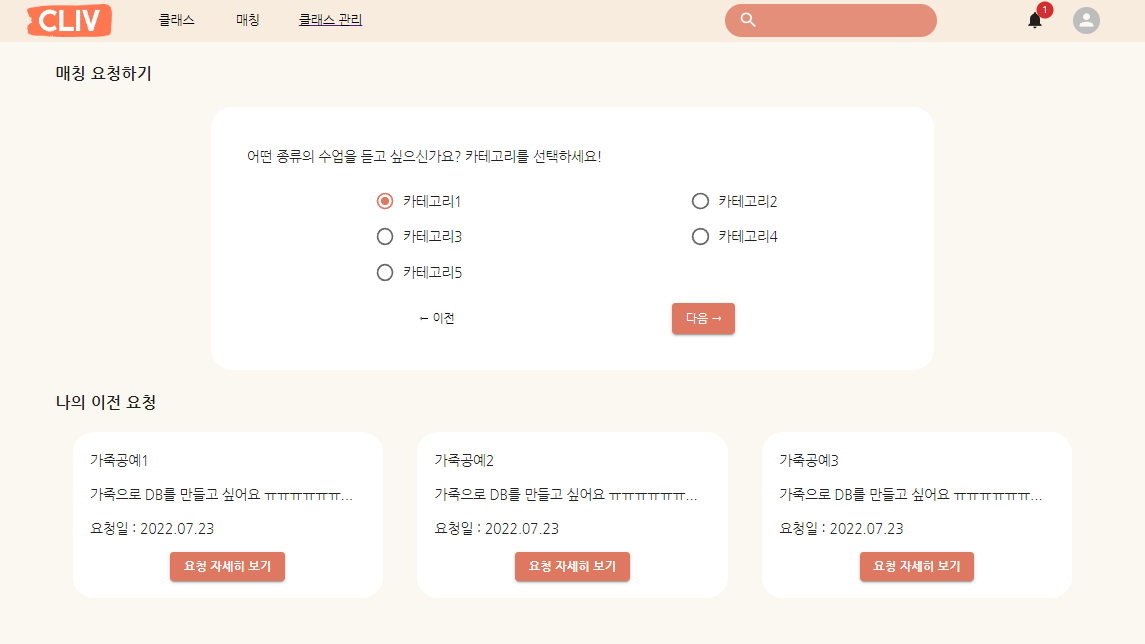 CLIV 클래스 매칭 클래스 관리 1
매칭 요청하기
어떤 종류의 수업을 듣고 싶으신가요? 카테고리를 선택하세요!
카테고리1 카테고리2
카테고리3 카테고리4
카테고리5
← 이전 다음 →
나의 이전 요청
가죽공예1
가죽으로 DB를 만들고 싶어요 ㅠㅠㅠㅠㅠㅠ...
요청일 : 2022.07.23
요청 자세히 보기
가죽공예2
가죽으로 DB를 만들고 싶어요 ㅠㅠㅠㅠㅠㅠ...
요청일 : 2022.07.23
요청 자세히 보기
가죽공예3
가죽으로 DB를 만들고 싶어요 ㅠㅠㅠㅠㅠㅠ...
요청일 : 2022.07.23
요청 자세히 보기